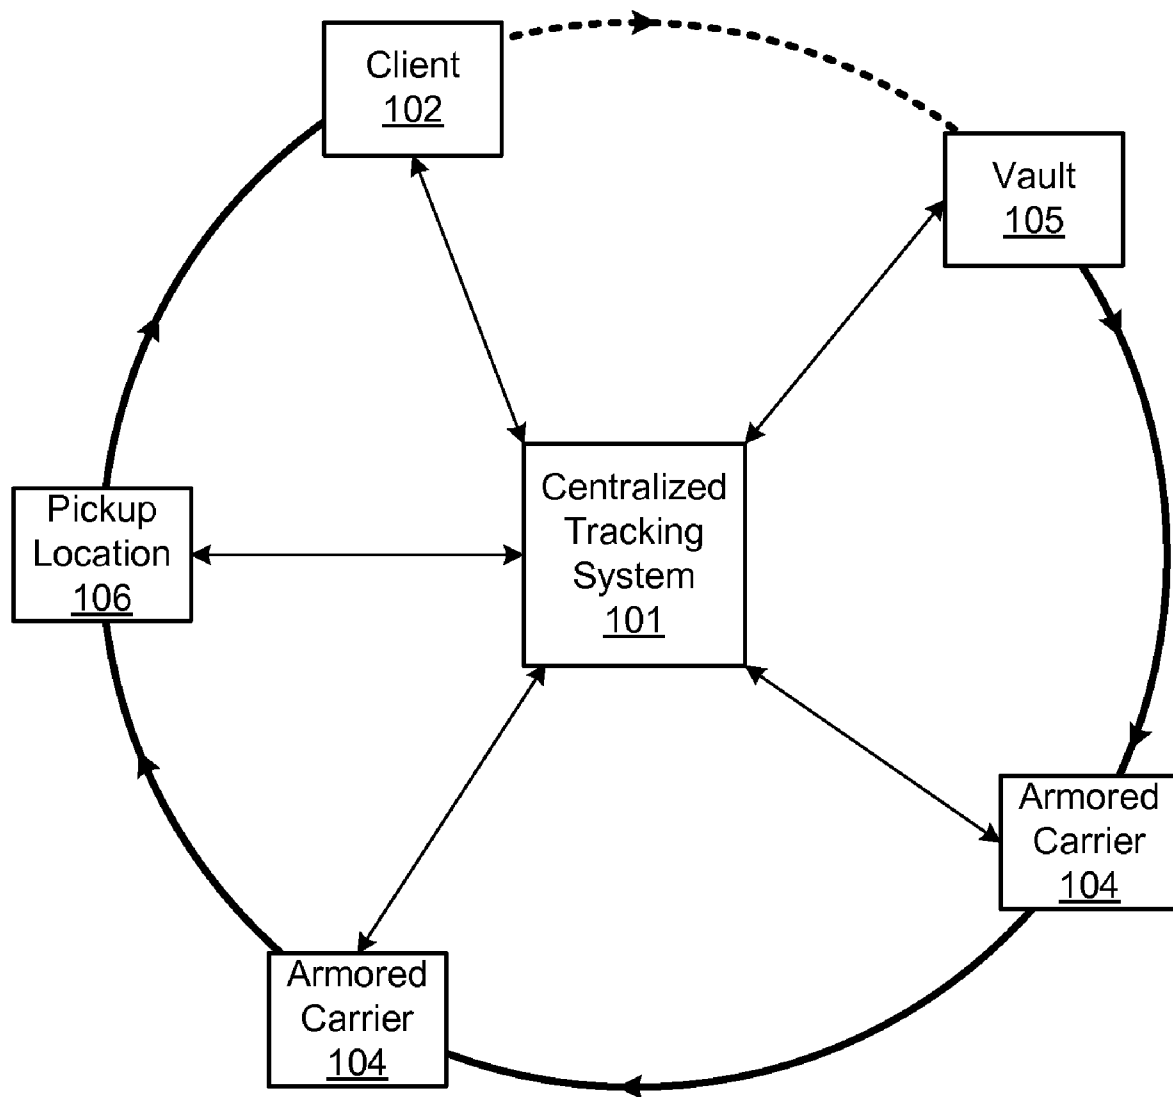 Client
102
Vault
105
Centralized
Tracking
System
101
Pickup
Location
106
Armored
Carrier
104
Armored
Carrier
104